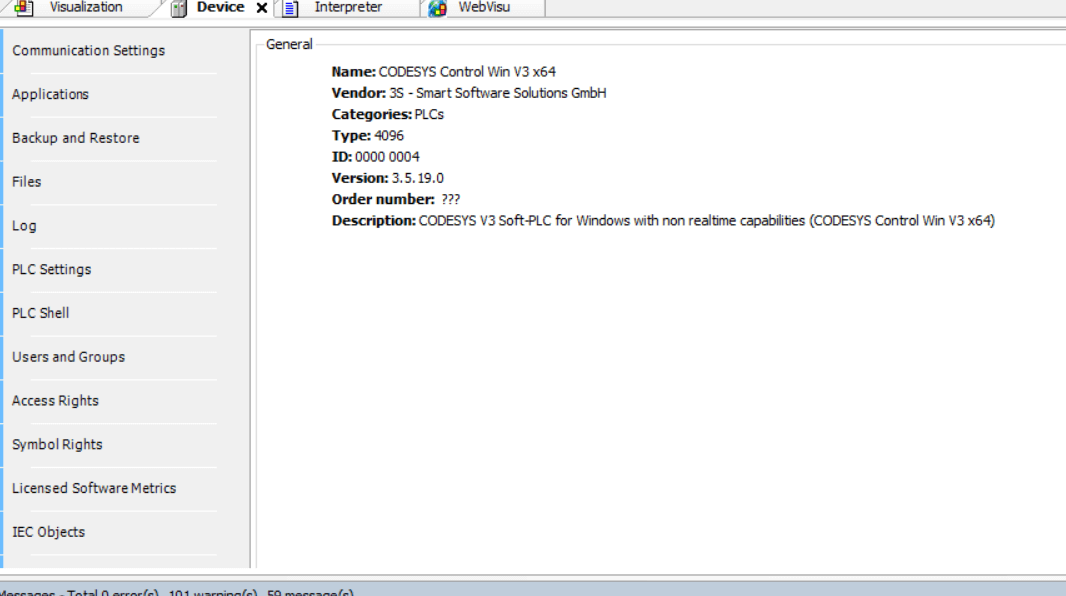 Visualization
Device
Interpreter
WebVisu
Communication Settings
Applications
Backup and Restore
Files
Log
PLC Settings
PLC Shell
Users and Groups
Access Rights
Symbol Rights
Licensed Software Metrics
IEC Objects
General
Name: CODESYS Control Win V3 x64
Vendor: 3S - Smart Software Solutions GmbH
Categories: PLCs
Type: 4096
ID: 0000 0004
Version: 3.5.19.0
Order number: ???
Description: CODESYS V3 Soft-PLC for Windows with non realtime capabilities (CODESYS Control Win V3 x64)
Messages - Total 0 error(s), 101 warning(s), 59 message(s)